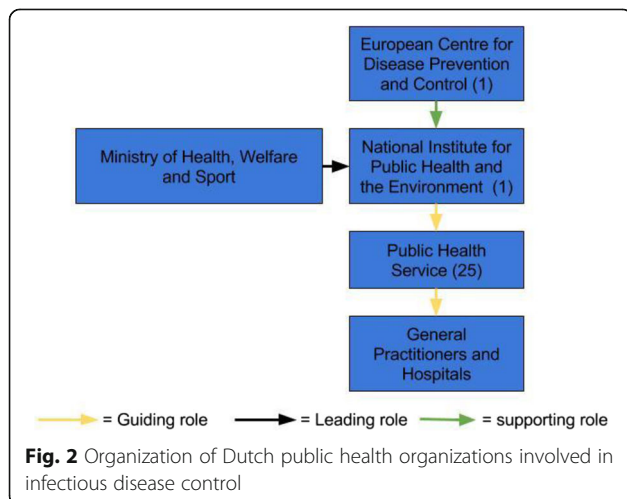 European Centre for
Disease Prevention
and Control (1)
Ministry of Health, Welfare
and Sport
National Institute for
Public Health and
the Environment (1)
Public Health
Service (25)
General
Practitioners and
Hospitals
= Guiding role = Leading role = supporting role
Fig. 2 Organization of Dutch public health organizations involved in
infectious disease control